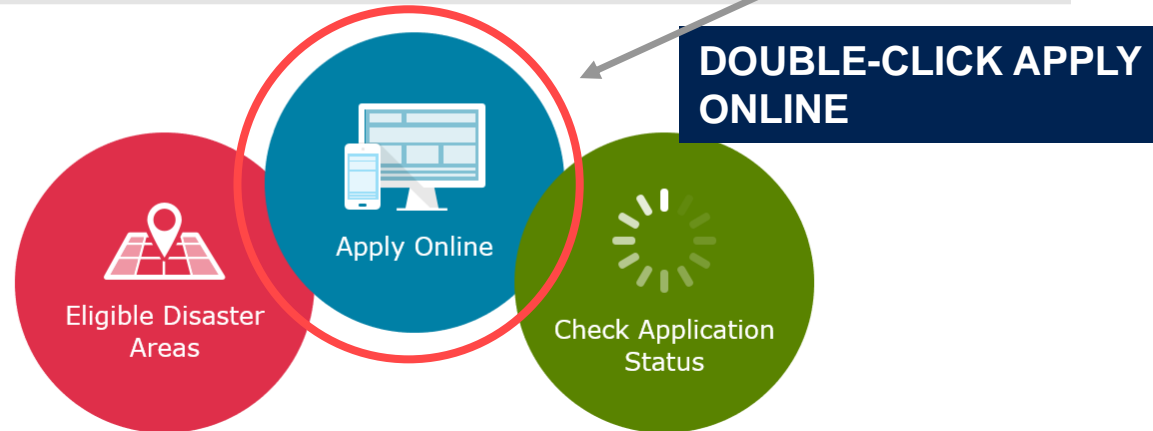 DOUBLE-CLICK APPLY
ONLINE
Apply Online
Eligible Disaster
Areas
Check Application
Status